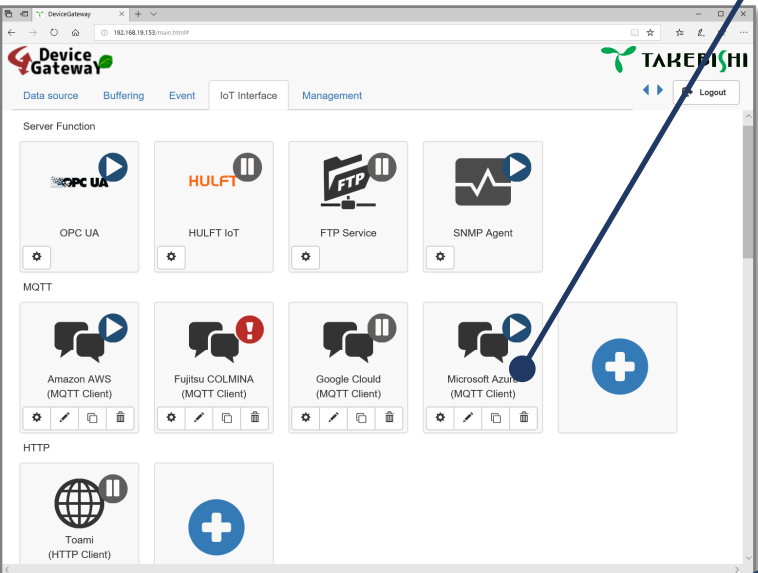 DeviceGateway
192.168.19.153/main.html#
Device
Gateway
TAKEBISHI
Data source Buffering Event IoT Interface Management Logout
Server Function
OPC UA HULFT FTP
OPC UA HULFT IoT FTP Service SNMP Agent
MQTT
Amazon AWS Fujitsu COLMINA Google Clould Microsoft Azure
(MQTT Client) (MQTT Client) (MQTT Client) (MQTT Client)
HTTP
Toami
(HTTP Client)